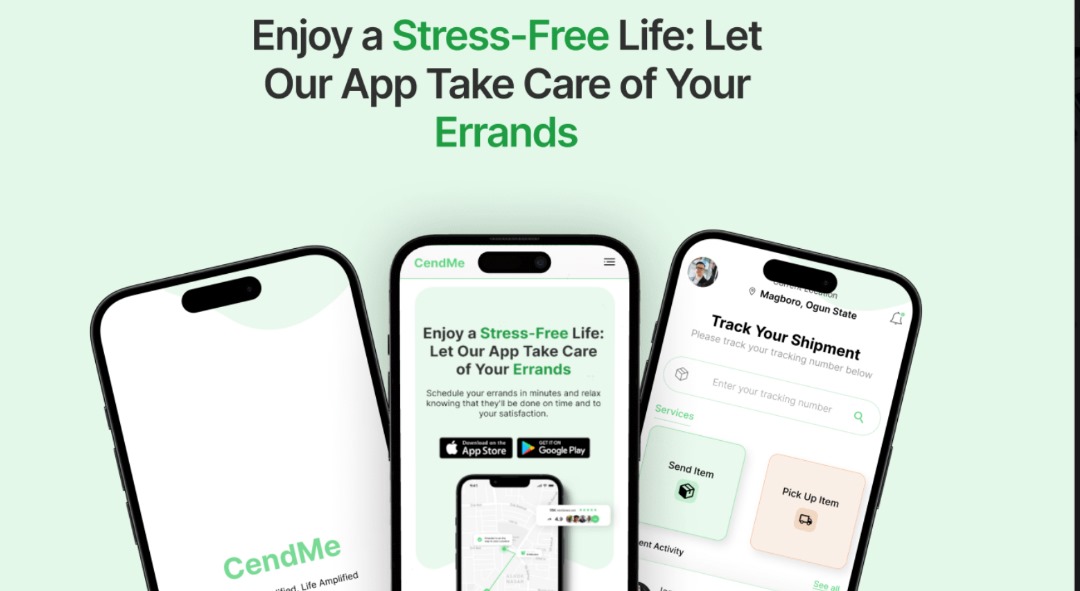 Enjoy a Stress-Free Life: Let
Our App Take Care of Your
Errands
CendMe
Life Amplified
CendMe
Enjoy a Stress-Free Life:
Let Our App Take Care
of Your Errands
Schedule your errands in minutes and relax
knowing that they'll be done on time and to
your satisfaction.
Download on the
App Store
GET IT ON
Google Play
4.9
Current Location
Magboro, Ogun State
Track Your Shipment
Please track your tracking number below
Enter your tracking number
Services
Send Item
Pick Up Item
Activity
See all